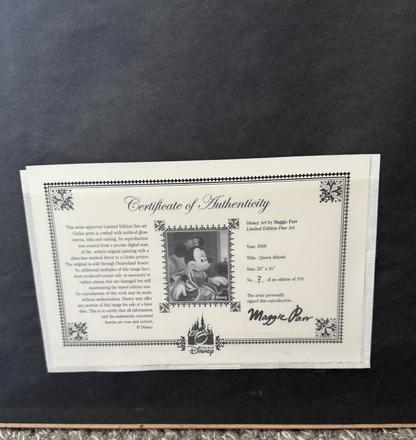 Certificate of Authenticity
This artist approved Limited Edition fine art
Giclée print is crafted with archival glass
canvas, inks and coating. Its reproduction
was created from a precise digital scan
of the artist's original painting with a
plate-less method direct to a Giclée printer.
The original is sold through Disneyland Resort.
No additional multiples of this image have
been produced except only as necessary to
replace pieces that are damaged but still
maintaining the stated edition size.
No reproduction of this work may be made
without authorization. Disney may offer
any portion of this image for sale at a later
date. This is to certify that all information
and the statements contained
herein are true and correct.
© Disney
Disney Art by Maggie Parr
Limited Edition Fine Art
Year: 2008
Title: Queen Minnie
Size: 20" x 16"
No. 7 of an edition of 195
The artist personally
signed this reproduction.
Maggie Parr
Disney